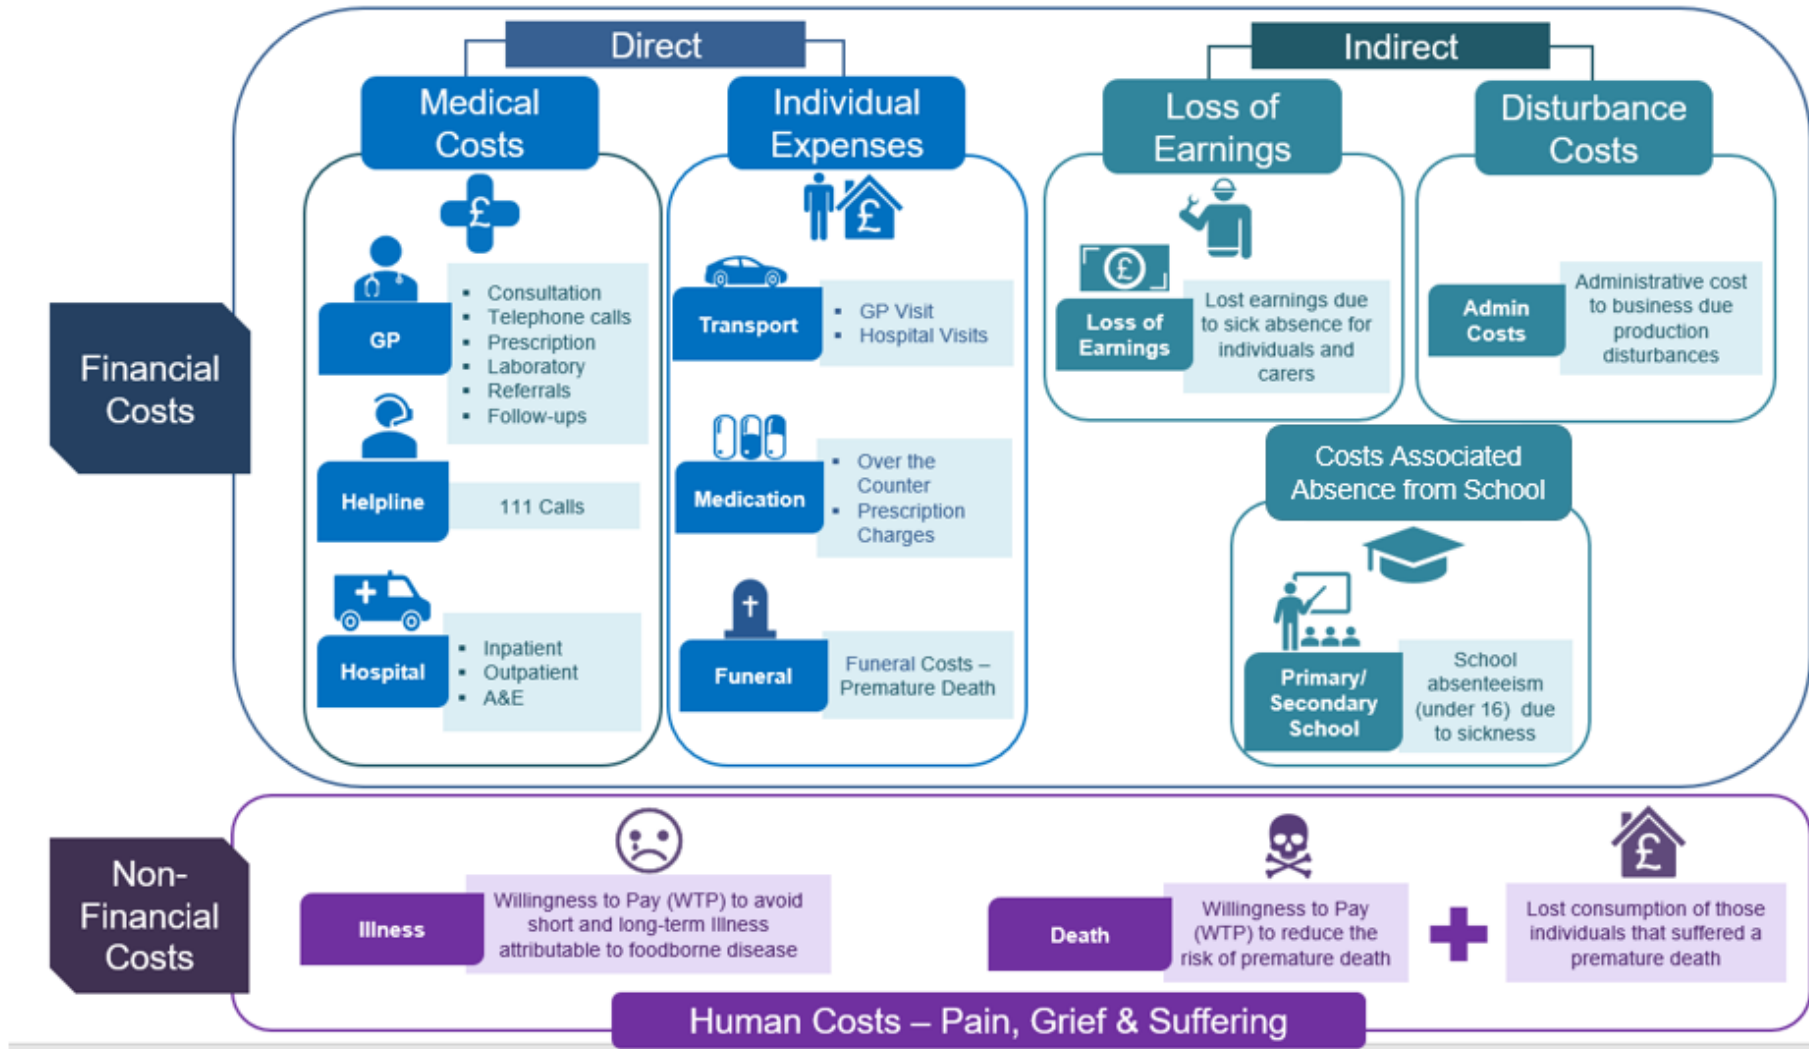 Direct
Indirect
Medical
Costs
Individual
Expenses
Loss of
Earnings
Disturbance
Costs
£
£
Financial
Costs
GP
▪ Consultation
▪ Telephone calls
▪ Prescription
▪ Laboratory
▪ Referrals
▪ Follow-ups
Helpline
111 Calls
Hospital
▪ Inpatient
▪ Outpatient
▪ A&E
Transport
▪ GP Visit
▪ Hospital Visits
Medication
▪ Over the
Counter
▪ Prescription
Charges
Funeral
Funeral Costs –
Premature Death
£
Loss of
Earnings
Lost earnings due
to sick absence for
individuals and
carers
Admin
Costs
Administrative cost
to business due
production
disturbances
Costs Associated
Absence from School
Primary/
Secondary
School
School
absenteeism
(under 16) due
to sickness
Non-
Financial
Costs
Illness
Willingness to Pay (WTP) to avoid
short and long-term Illness
attributable to foodborne disease
Death
Willingness to Pay
(WTP) to reduce the
risk of premature death
£
Lost consumption of those
individuals that suffered a
premature death
Human Costs – Pain, Grief & Suffering